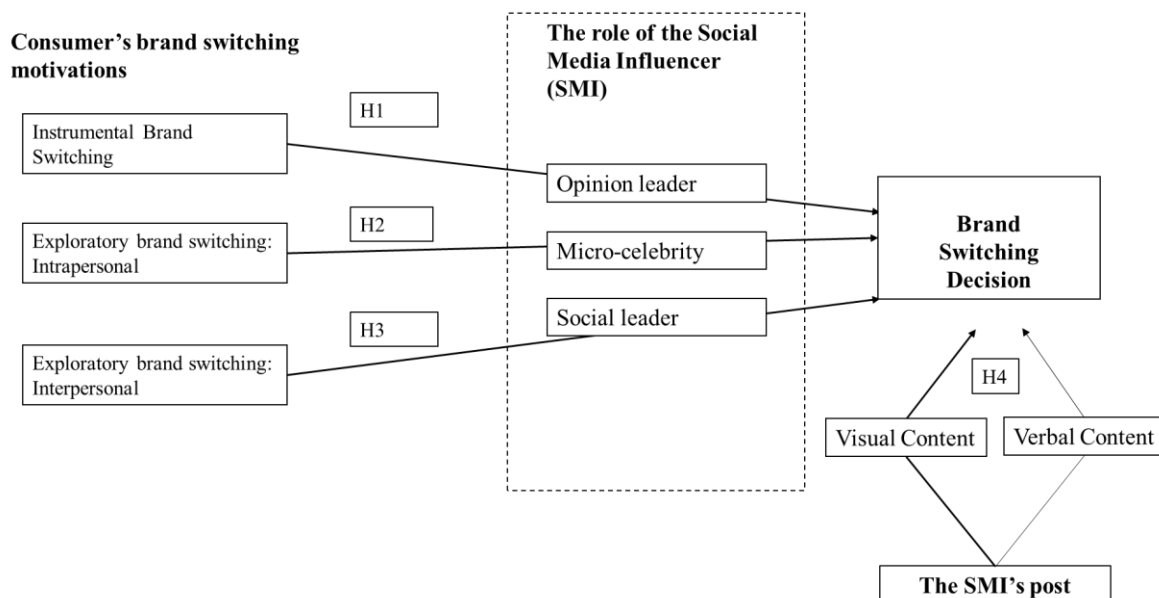 Consumer's brand switching
motivations
The role of the Social
Media Influencer
(SMI)
H1
Instrumental Brand
Switching
Opinion leader
H2
Exploratory brand switching:
Intrapersonal
Micro-celebrity
Brand
Switching
Decision
Social leader
H3
Exploratory brand switching:
Interpersonal
H4
Visual Content
Verbal Content
The SMI's post